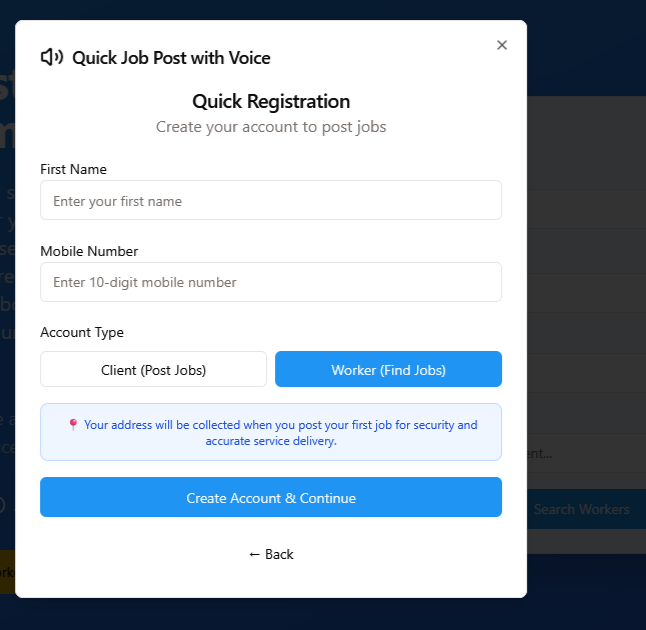 Quick Job Post with Voice
Quick Registration
Create your account to post jobs
First Name
Enter your first name
Mobile Number
Enter 10-digit mobile number
Account Type
Client (Post Jobs)
Worker (Find Jobs)
📍 Your address will be collected when you post your first job for security and
accurate service delivery.
Create Account & Continue
← Back
Search Workers